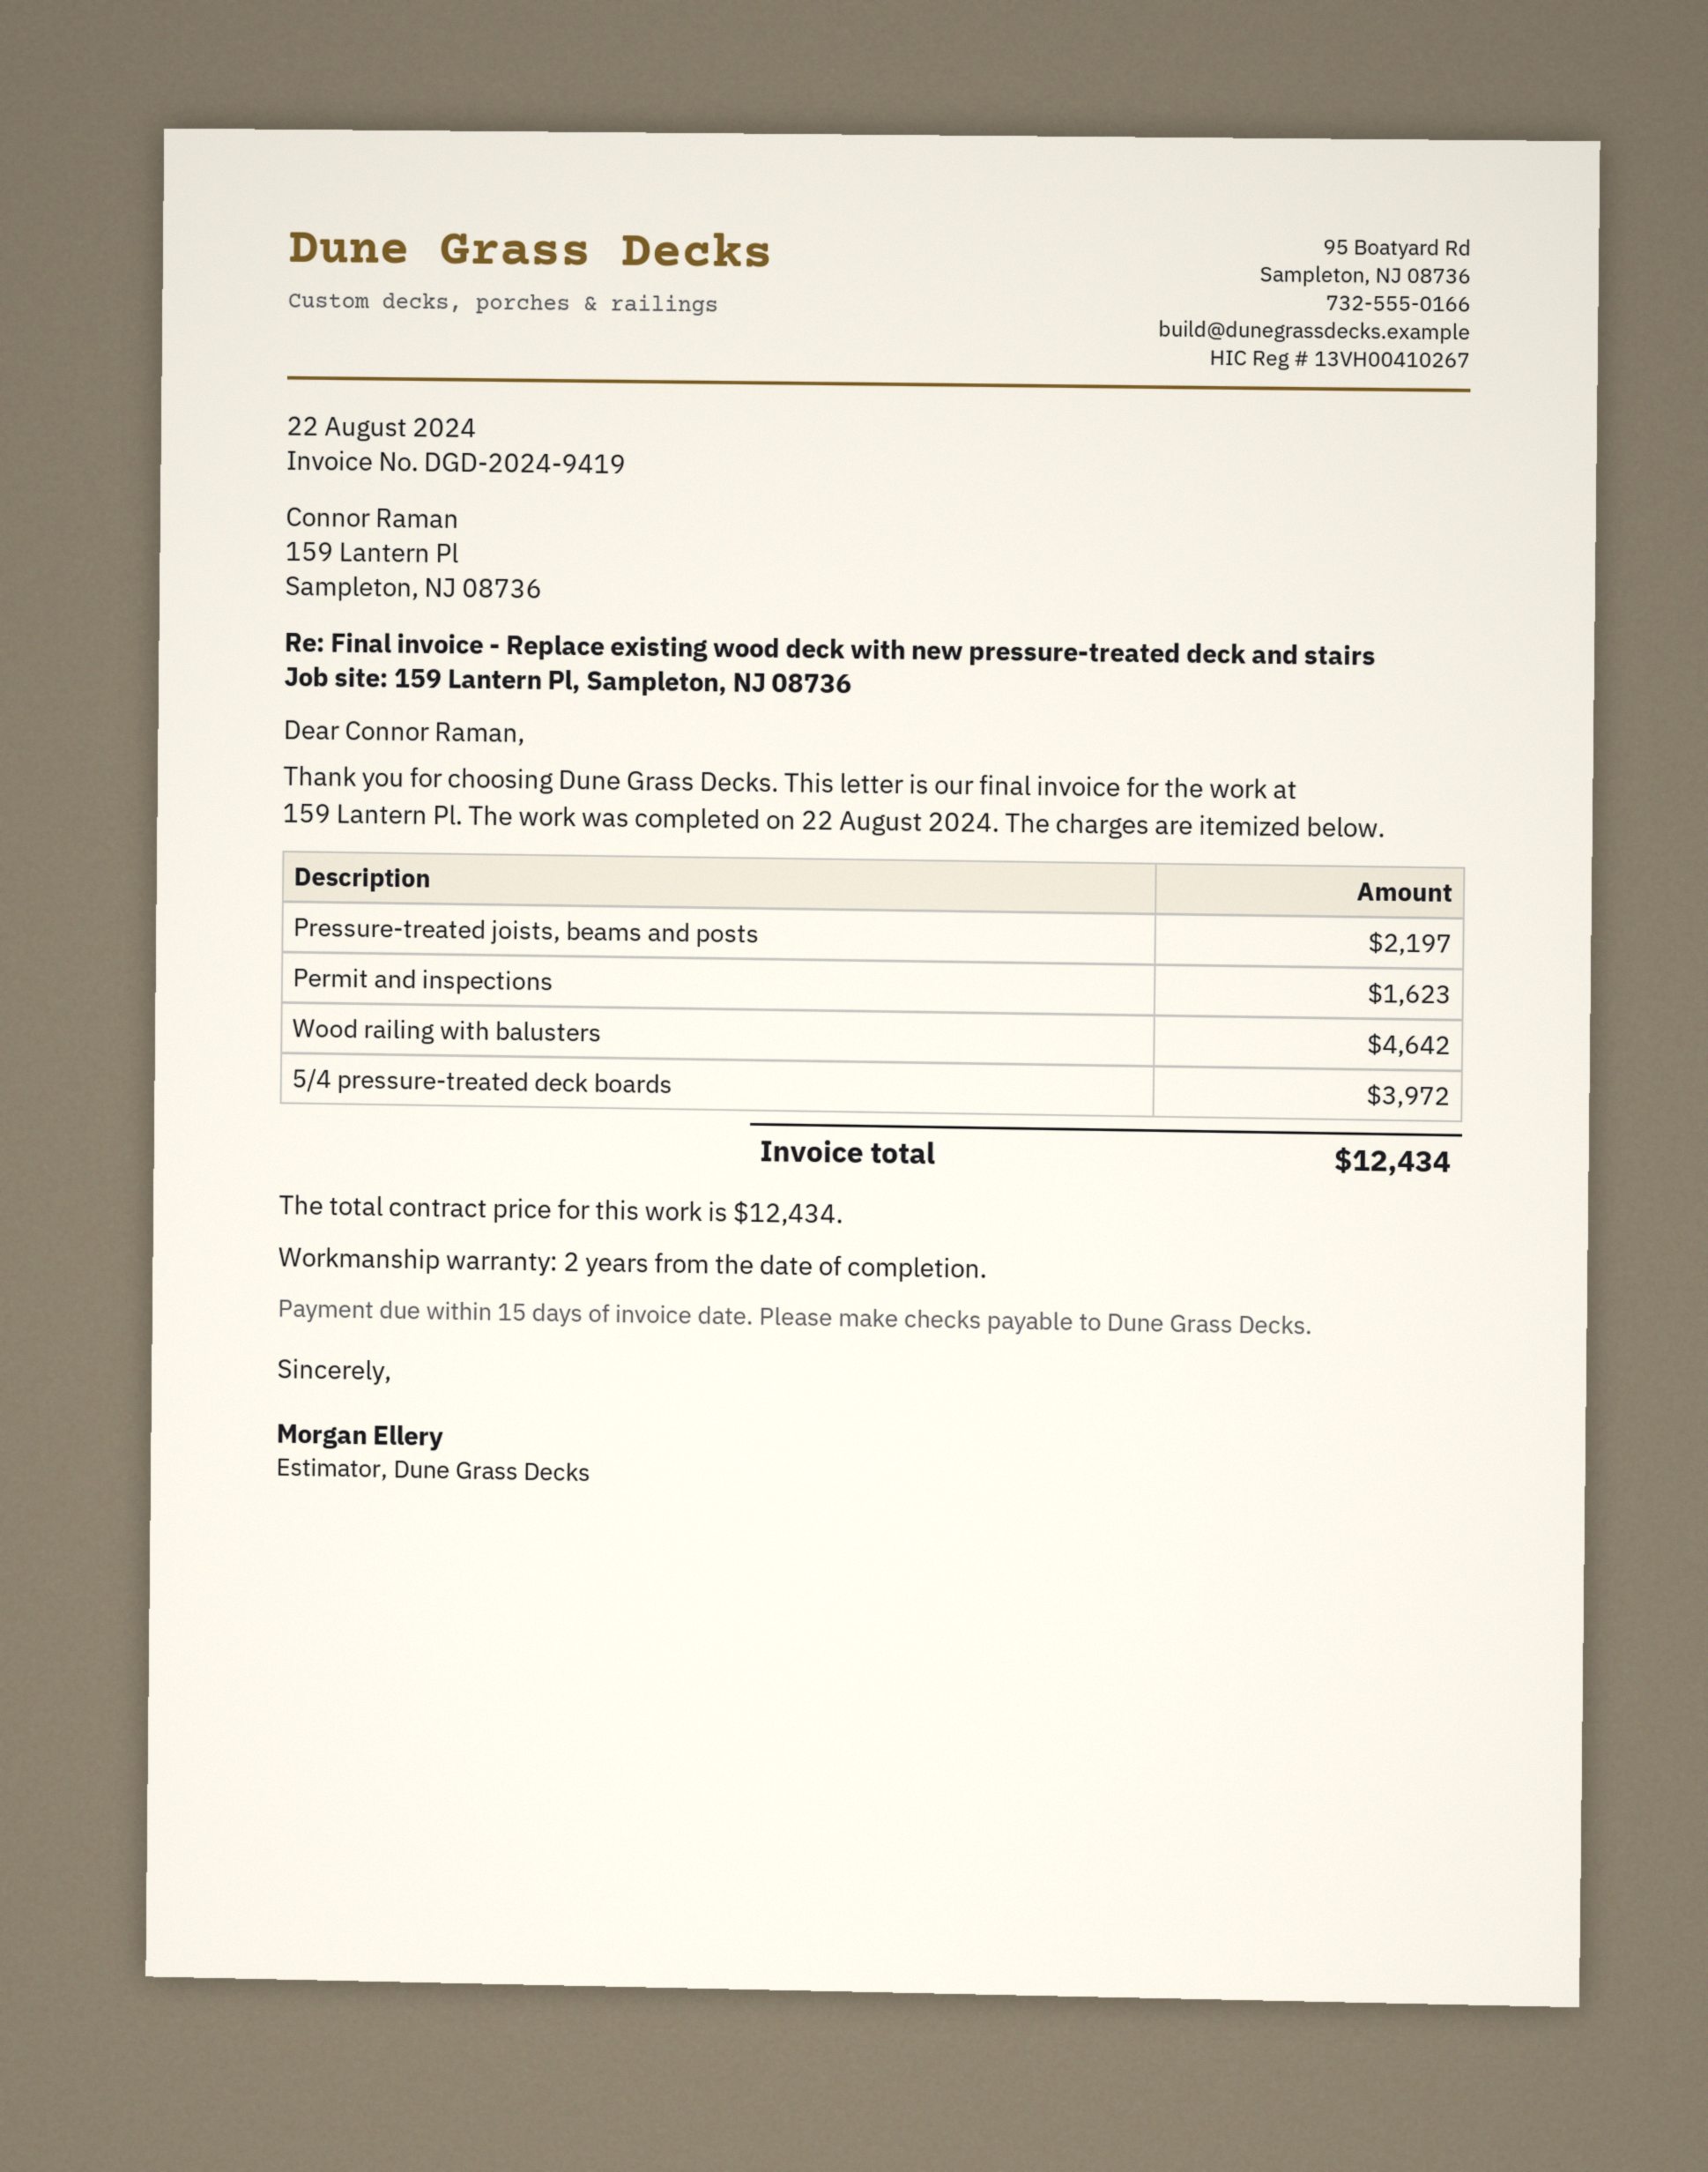 Dune Grass Decks
Custom decks, porches & railings
95 Boatyard Rd
Sampleton, NJ 08736
732-555-0166
build@dunegrassdecks.example
HIC Reg # 13VH00410267
22 August 2024
Invoice No. DGD-2024-9419
Connor Raman
159 Lantern Pl
Sampleton, NJ 08736
Re: Final invoice - Replace existing wood deck with new pressure-treated deck and stairs
Job site: 159 Lantern Pl, Sampleton, NJ 08736
Dear Connor Raman,
Thank you for choosing Dune Grass Decks. This letter is our final invoice for the work at
159 Lantern Pl. The work was completed on 22 August 2024. The charges are itemized below.
Description Amount
Pressure-treated joists, beams and posts $2,197
Permit and inspections $1,623
Wood railing with balusters $4,642
5/4 pressure-treated deck boards $3,972
Invoice total $12,434
The total contract price for this work is $12,434.
Workmanship warranty: 2 years from the date of completion.
Payment due within 15 days of invoice date. Please make checks payable to Dune Grass Decks.
Sincerely,
Morgan Ellery
Estimator, Dune Grass Decks